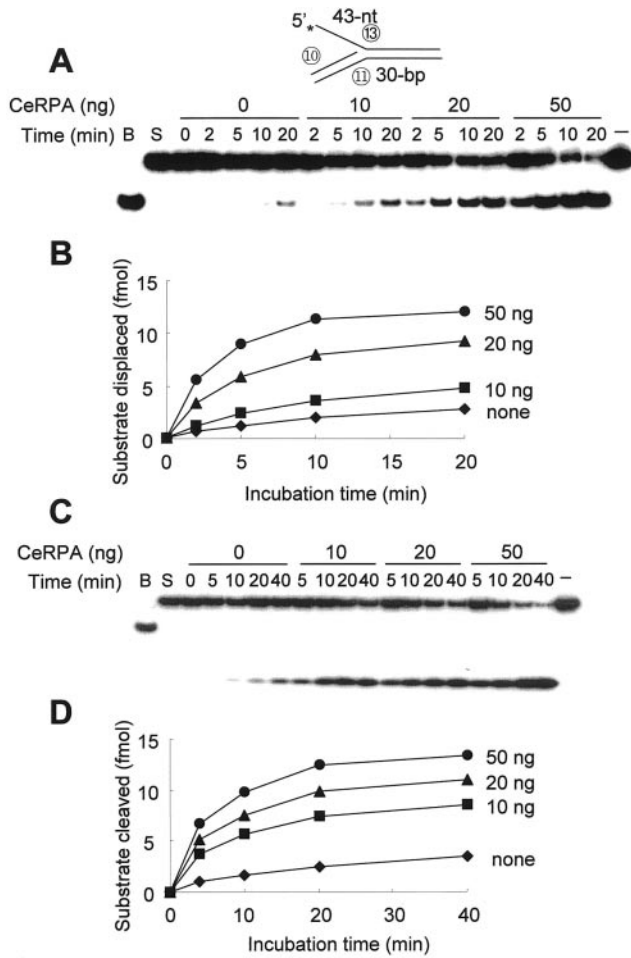 43-nt
5'
*
⑬
A
⑩
⑪ 30-bp
CeRPA (ng) 0 10 20 50
Time (min) B S 0 2 5 10 20 2 5 10 20 2 5 10 20 2 5 10 20 –
B
Substrate displaced (fmol)
15
10
5
0
50 ng
20 ng
10 ng
none
0 5 10 15 20
Incubation time (min)
C
CeRPA (ng) 0 10 20 50
Time (min) B S 0 5 10 20 40 5 10 20 40 5 10 20 40 5 10 20 40 –
D
Substrate cleaved (fmol)
15
10
5
0
50 ng
20 ng
10 ng
none
0 10 20 30 40
Incubation time (min)